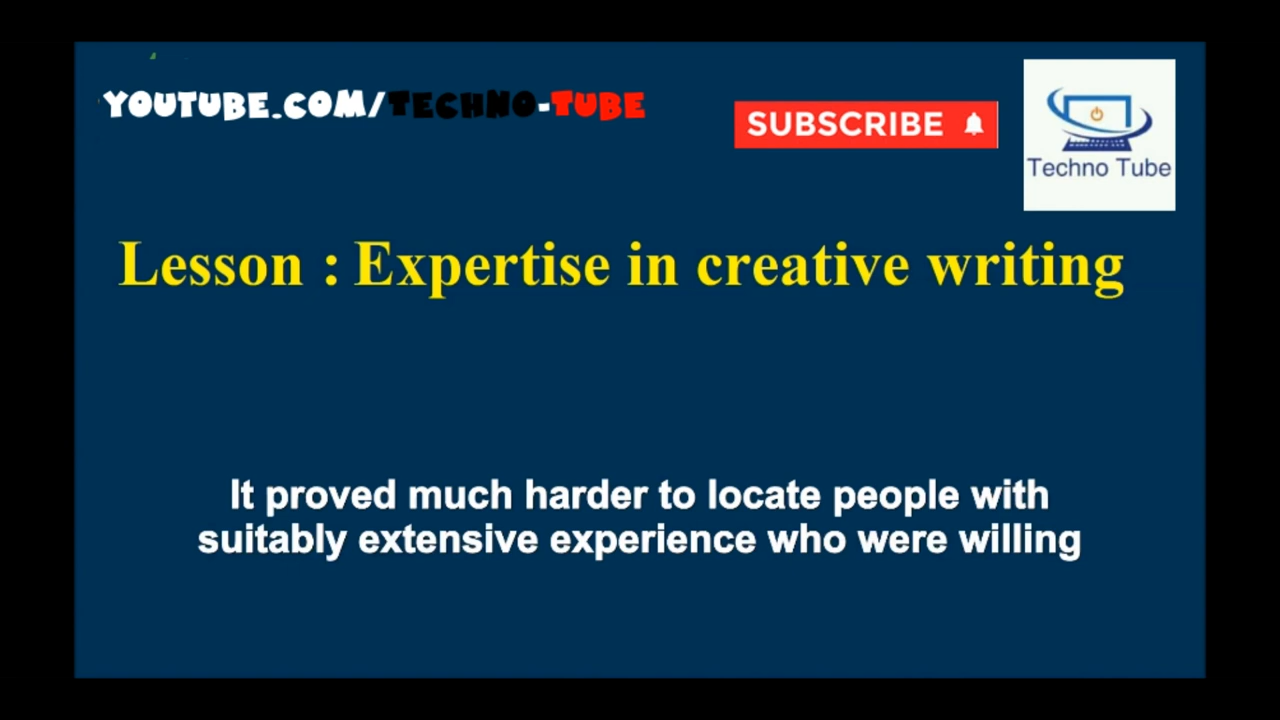 YOUTUBE.COM/TECHNO-TUBE
SUBSCRIBE
Techno Tube
Lesson : Expertise in creative writing
It proved much harder to locate people with
suitably extensive experience who were willing